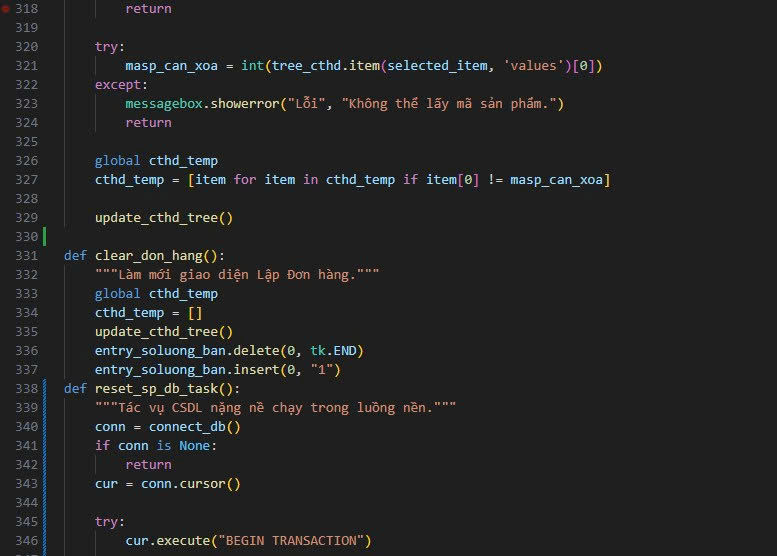 318             return
319
320         try:
321             masp_can_xoa = int(tree_cthd.item(selected_item, 'values')[0])
322         except:
323             messagebox.showerror("Lỗi", "Không thể lấy mã sản phẩm.")
324             return
325
326         global cthd_temp
327         cthd_temp = [item for item in cthd_temp if item[0] != masp_can_xoa]
328
329         update_cthd_tree()
330
331     def clear_don_hang():
332         """Làm mới giao diện Lập Đơn hàng."""
333         global cthd_temp
334         cthd_temp = []
335         update_cthd_tree()
336         entry_soluong_ban.delete(0, tk.END)
337         entry_soluong_ban.insert(0, "1")
338     def reset_sp_db_task():
339         """Tác vụ CSDL nặng nề chạy trong luồng nền."""
340         conn = connect_db()
341         if conn is None:
342             return
343         cur = conn.cursor()
344
345         try:
346             cur.execute("BEGIN TRANSACTION")